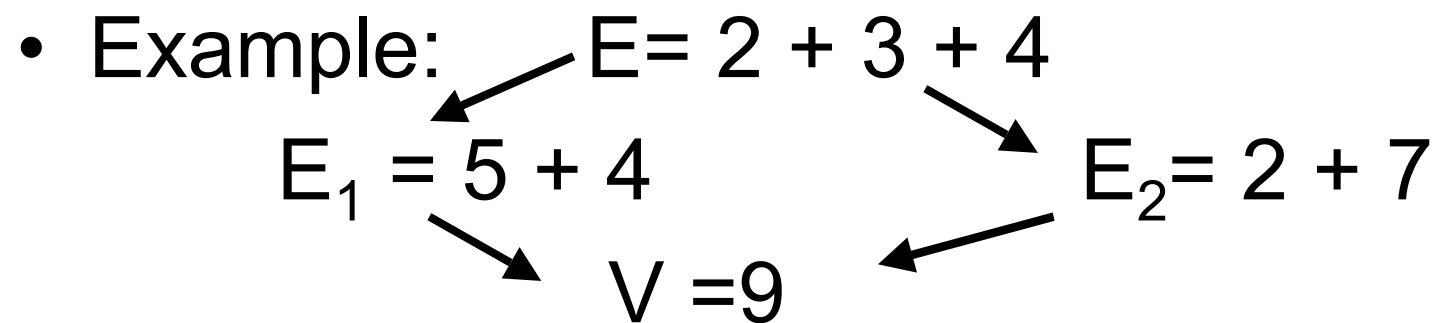 • Example: E= 2 + 3 + 4
E₁ = 5 + 4 E₂= 2 + 7
V =9